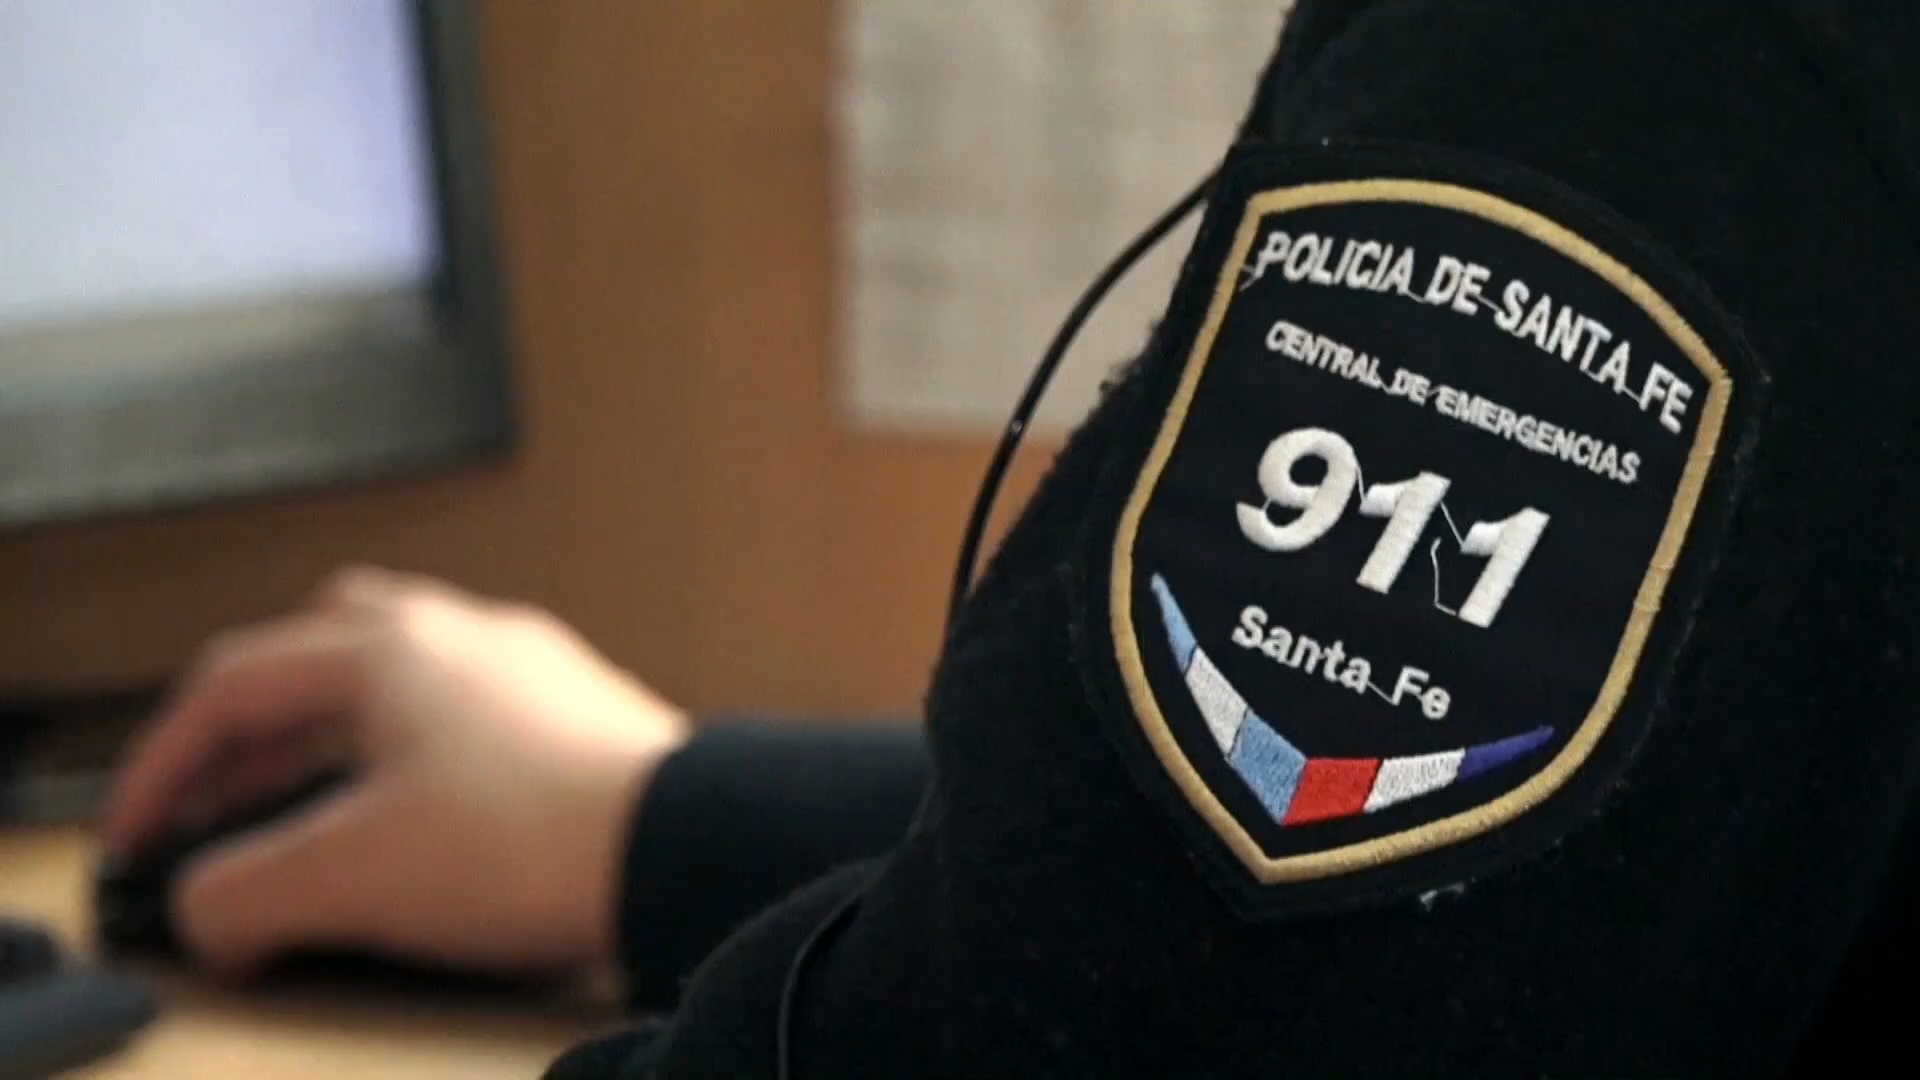 POLICIA DE SANTA FE
CENTRAL DE EMERGENCIAS
911
Santa Fe